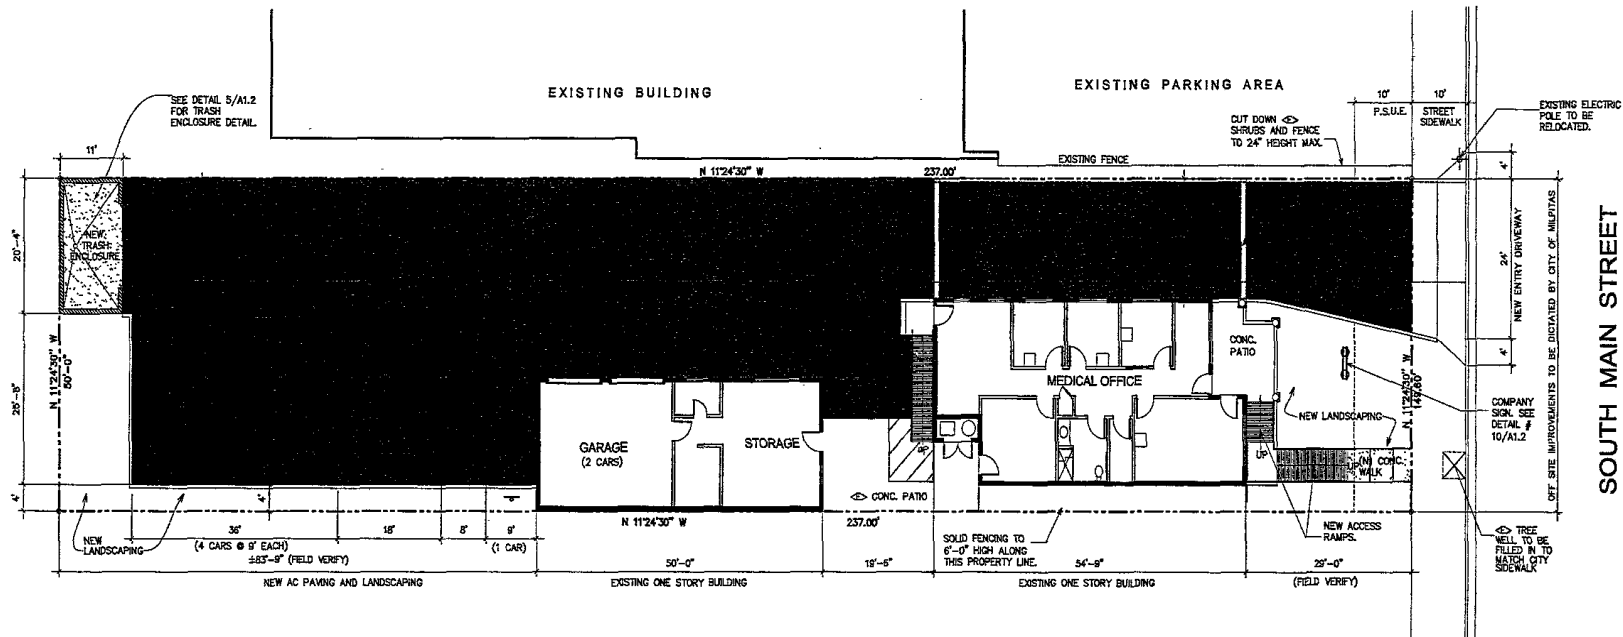 EXISTING BUILDING
EXISTING PARKING AREA
SEE DETAIL 5/A1.2
FOR TRASH
ENCLOSURE DETAIL
11'
10'
P.S.U.E.
10'
STREET
SIDEWALK
EXISTING ELECTRIC
POLE TO BE
RELOCATED.
CUT DOWN <E>
SHRUBS AND FENCE
TO 24" HEIGHT MAX.
EXISTING FENCE
N 11°24'30" W
237.00'
4'
20'-4"
NEW
TRASH
ENCLOSURE
24'
NEW ENTRY DRIVEWAY
OFF SITE IMPROVEMENTS TO BE DICTATED BY CITY OF MILPITAS
SOUTH MAIN STREET
N 11°24'30" W
50'-0"
25'-8"
4'
CONC.
PATIO
4'
MEDICAL OFFICE
N 11°24'30" W
(49.60')
NEW LANDSCAPING
COMPANY
SIGN. SEE
DETAIL #
10/A1.2
GARAGE
(2 CARS)
STORAGE
UP
UP
UP
(N) CONC.
WALK
<E> CONC. PATIO
4'
NEW
LANDSCAPING
36'
18'
8'
9'
(4 CARS @ 9' EACH)
(1 CAR)
±83'-9" (FIELD VERIFY)
N 11°24'30" W
237.00'
SOLID FENCING TO
6'-0" HIGH ALONG
THIS PROPERTY LINE.
NEW ACCESS
RAMPS.
<E> TREE
WELL TO BE
FILLED IN TO
MATCH CITY
SIDEWALK
50'-0"
19'-5"
54'-9"
29'-0"
NEW AC PAVING AND LANDSCAPING
EXISTING ONE STORY BUILDING
EXISTING ONE STORY BUILDING
(FIELD VERIFY)